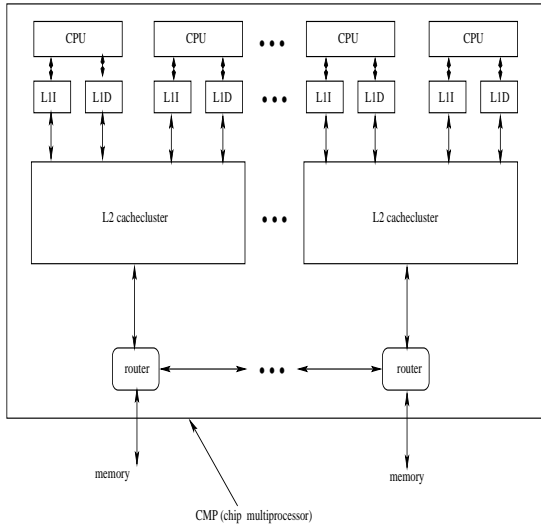 CPU CPU CPU CPU
L1I L1D L1I L1D L1I L1D L1I L1D
L2 cachecluster L2 cachecluster
router router
memory memory
CMP (chip multiprocessor)